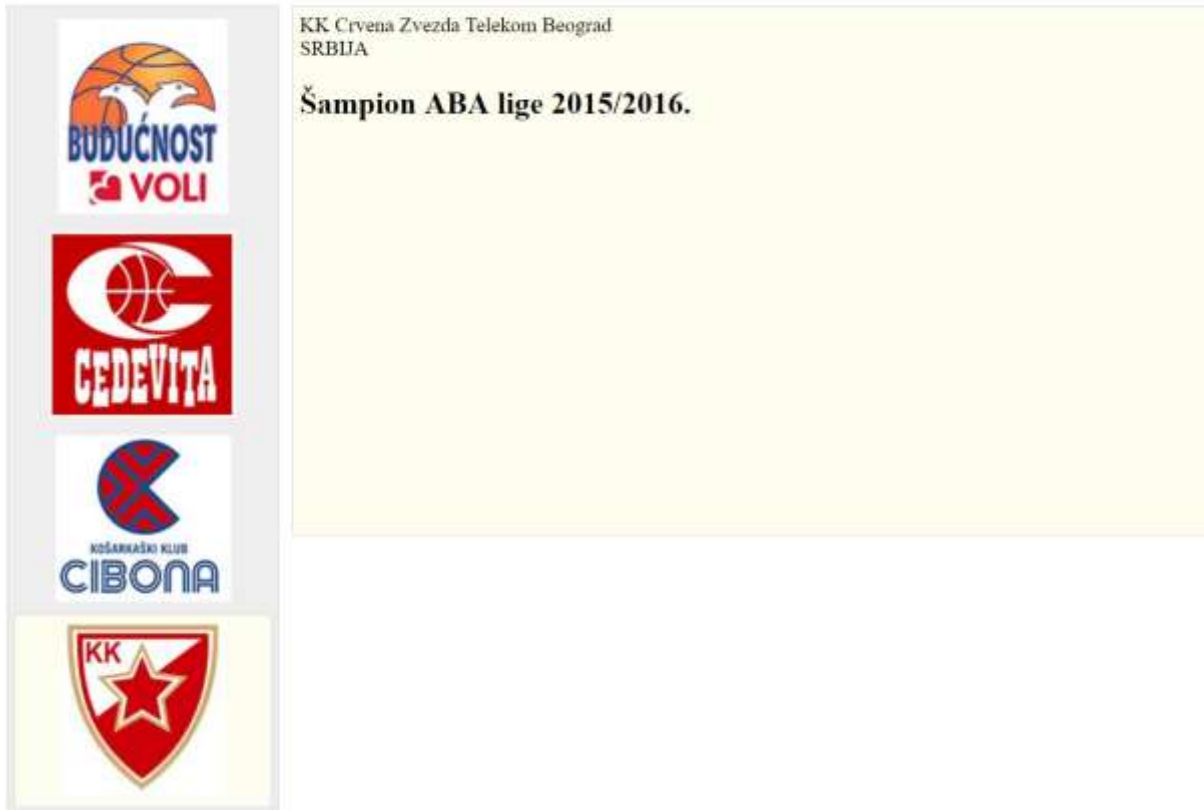 BUDUĆNOST
VOLI
CEDEVITA
KOŠARKAŠKI KLUB
CIBONA
KK
KK Crvena Zvezda Telekom Beograd
SRBIJA
Šampion ABA lige 2015/2016.